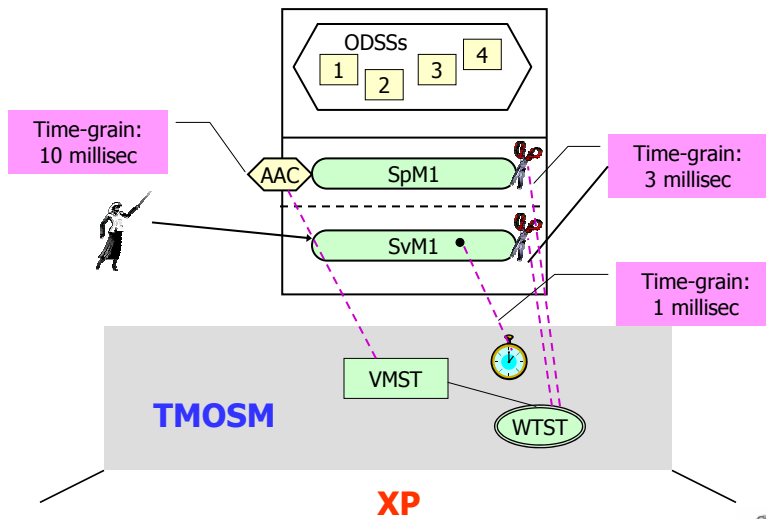 ODSSs
1
2
3
4
Time-grain:
10 millisec
AAC
SpM1
Time-grain:
3 millisec
SvM1
Time-grain:
1 millisec
VMST
TMOSM
WTST
XP